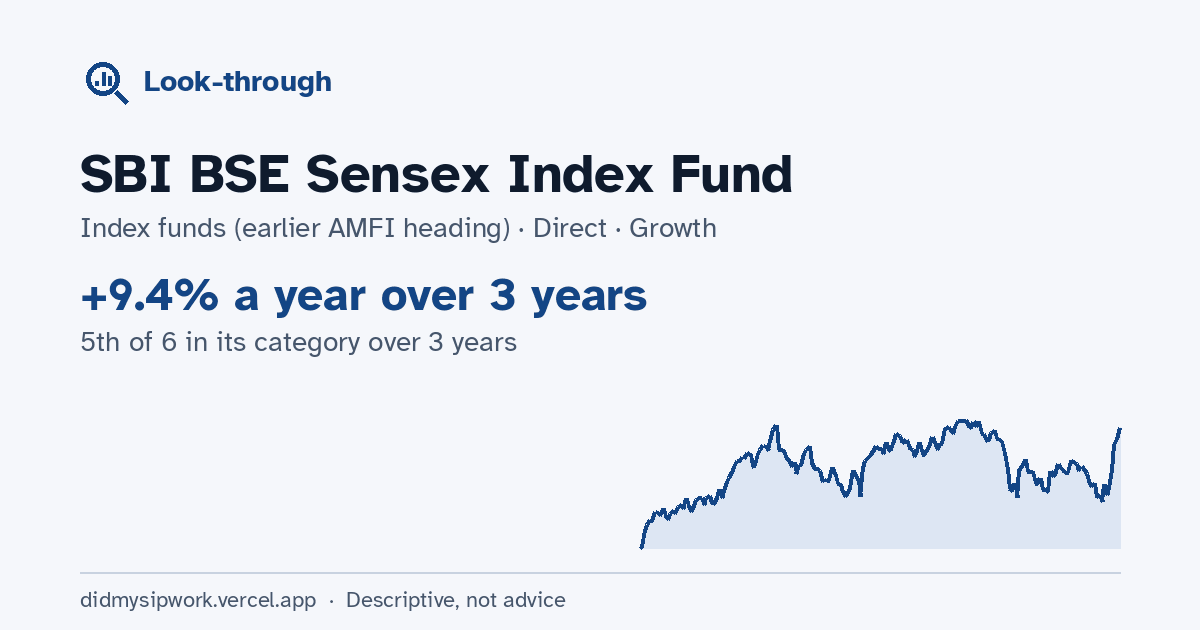 Look-through
SBI BSE Sensex Index Fund
Index funds (earlier AMFI heading) · Direct · Growth
+9.4% a year over 3 years
5th of 6 in its category over 3 years
didmysipwork.vercel.app · Descriptive, not advice